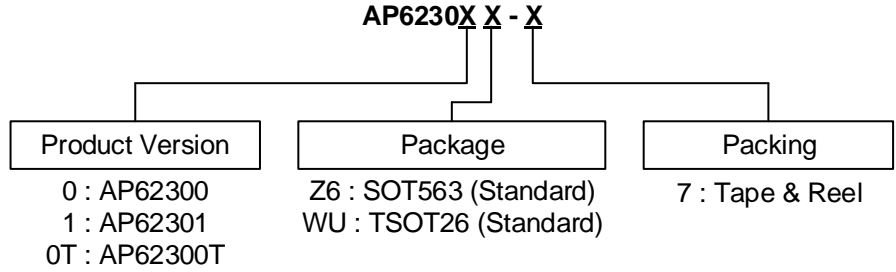 AP6230X X - X
Product Version
Package
Packing
0 : AP62300
1 : AP62301
0T : AP62300T
Z6 : SOT563 (Standard)
WU : TSOT26 (Standard)
7 : Tape & Reel